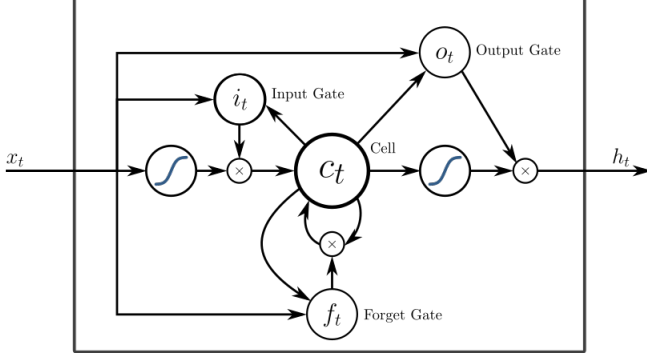 o_t Output Gate
i_t Input Gate
Cell
x_t
×
c_t
×
h_t
×
f_t Forget Gate